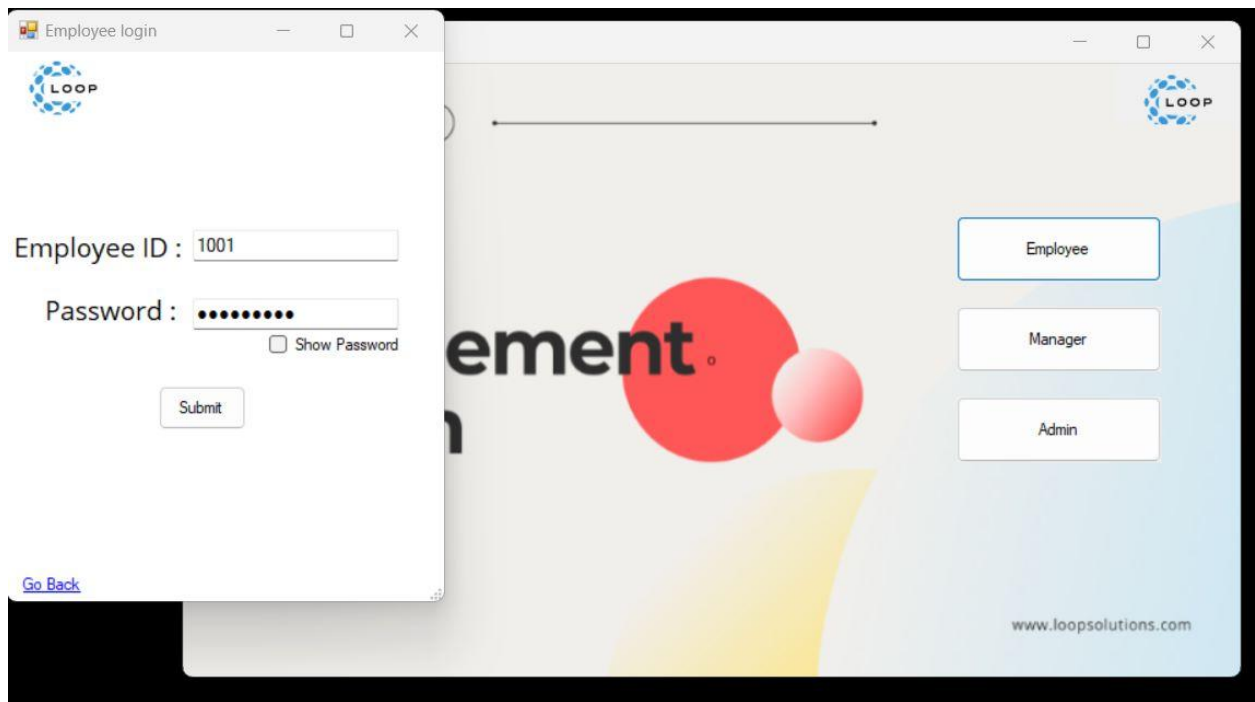 Employee login
LOOP
Employee ID : 1001
Password : •••••••••
Show Password
Submit
Go Back
LOOP
ement
n
Employee
Manager
Admin
www.loopsolutions.com